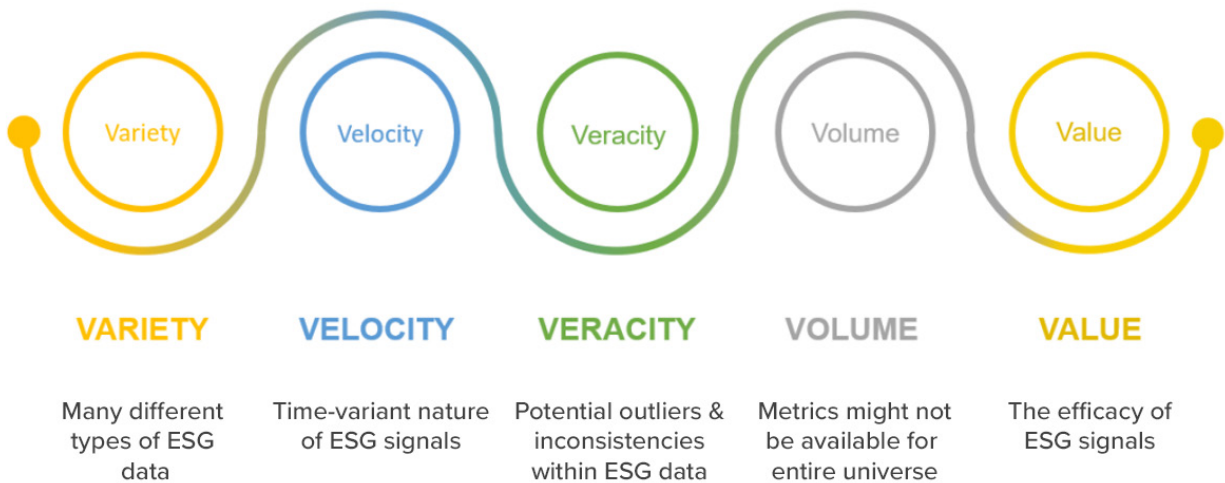 Variety
Velocity
Veracity
Volume
Value
VARIETY
VELOCITY
VERACITY
VOLUME
VALUE
Many different
types of ESG
data
Time-variant nature
of ESG signals
Potential outliers &
inconsistencies
within ESG data
Metrics might not
be available for
entire universe
The efficacy of
ESG signals